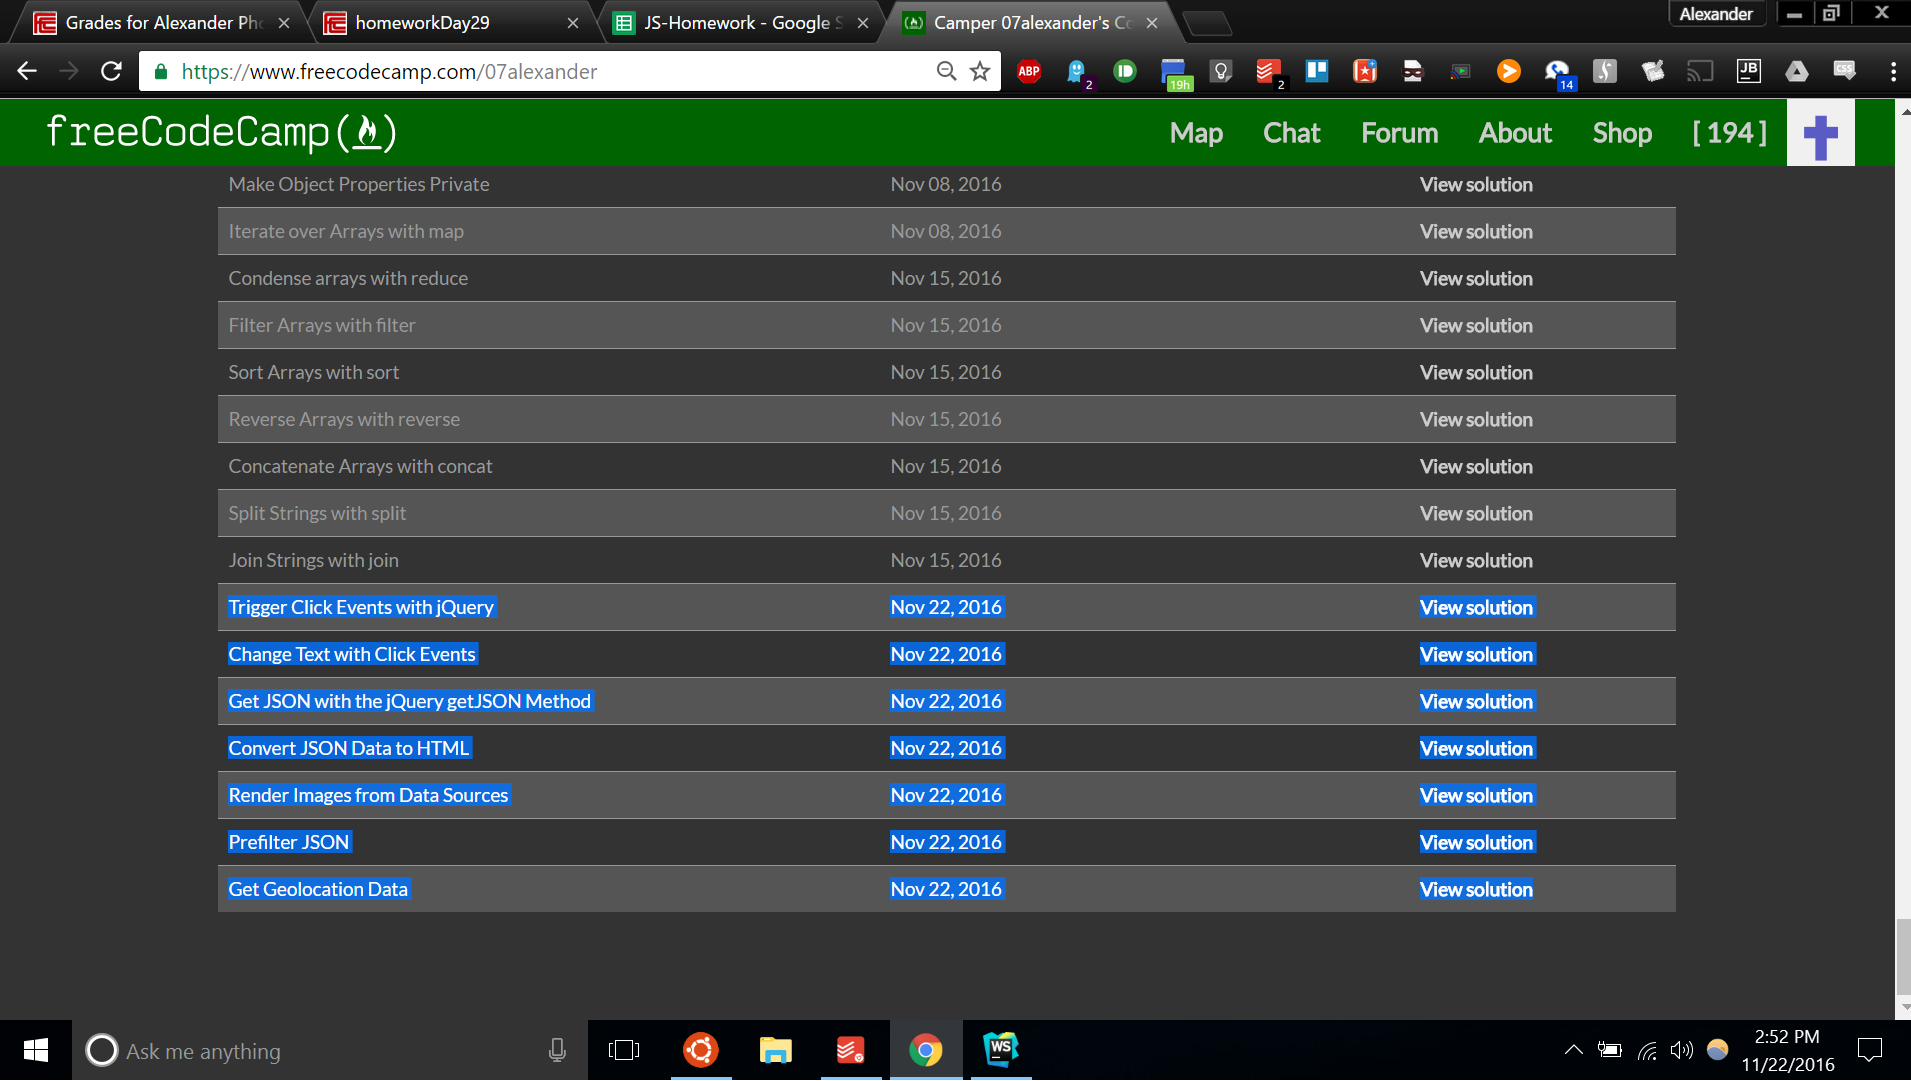 Grades for Alexander Pho
homeworkDay29
JS-Homework - Google S
Camper 07alexander's Co
Alexander
https://www.freecodecamp.com/07alexander
ABP
2
19h
2
14
JB
CSS
freeCodeCamp(
)
Map
Chat
Forum
About
Shop
[ 194 ]
Make Object Properties Private Nov 08, 2016 View solution
Iterate over Arrays with map Nov 08, 2016 View solution
Condense arrays with reduce Nov 15, 2016 View solution
Filter Arrays with filter Nov 15, 2016 View solution
Sort Arrays with sort Nov 15, 2016 View solution
Reverse Arrays with reverse Nov 15, 2016 View solution
Concatenate Arrays with concat Nov 15, 2016 View solution
Split Strings with split Nov 15, 2016 View solution
Join Strings with join Nov 15, 2016 View solution
Trigger Click Events with jQuery Nov 22, 2016 View solution
Change Text with Click Events Nov 22, 2016 View solution
Get JSON with the jQuery getJSON Method Nov 22, 2016 View solution
Convert JSON Data to HTML Nov 22, 2016 View solution
Render Images from Data Sources Nov 22, 2016 View solution
Prefilter JSON Nov 22, 2016 View solution
Get Geolocation Data Nov 22, 2016 View solution
Ask me anything
WS
2:52 PM
11/22/2016